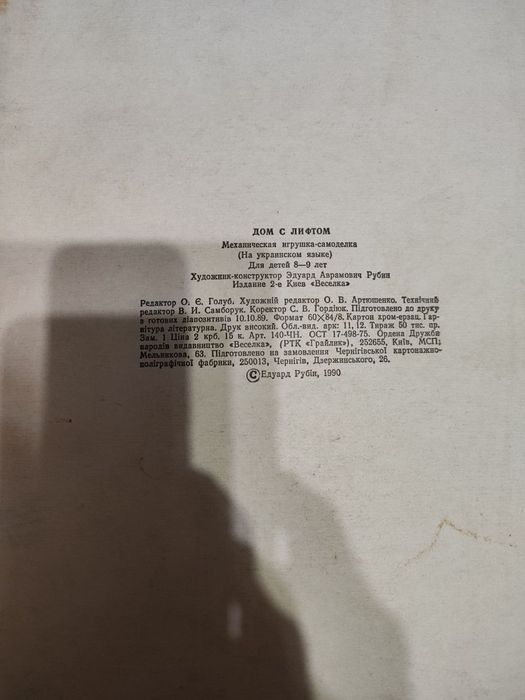 ДОМ С ЛИФТОМ
Механическая игрушка-самоделка
(На украинском языке)
Для детей 8—9 лет
Художник-конструктор Эдуард Аврамович Рубин
Издание 2-е Киев «Веселка»
Редактор О. Є. Голуб. Художній редактор О. В. Артюшенко. Технічний
редактор В. И. Самборук. Коректор С. В. Гордіюк. Підготовлено до друку
з готових діапозитивів 10.10.89. Формат 60X84/8. Картон хром-ерзац. Гар-
нітура літературна. Друк високий. Обл.-вид. арк: 11, 12. Тираж 50 тис. пр.
Зам. 1 Ціна 2 крб. 15 к. Арт. 140-ЧН. ОСТ 17-498-75. Ордена Дружби
народів видавництво «Веселка», (РТК «Грайлик»), 252655, Київ, МСП;
Мельникова, 63. Підготовлено на замовлення Чернігівської картонажно-
поліграфічної фабрики, 250013, Чернігів, Дзержинського, 26.
© Едуард Рубін, 1990